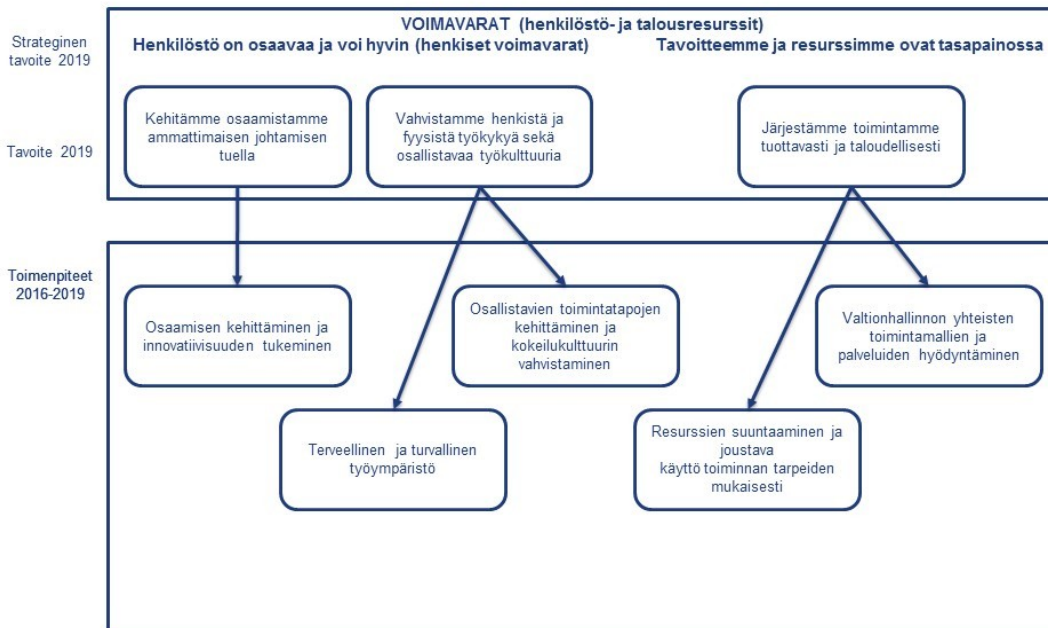 VOIMAVARAT (henkilöstö- ja talousresurssit)
Strateginen
tavoite 2019
Henkilöstö on osaavaa ja voi hyvin (henkiset voimavarat)
Tavoitteemme ja resurssimme ovat tasapainossa
Tavoite 2019
Kehitämme osaamistamme
ammattimaisen johtamisen
tuella
Vahvistamme henkistä ja
fyysistä työkykyä sekä
osallistavaa työkulttuuria
Järjestämme toimintamme
tuottavasti ja taloudellisesti
Toimenpiteet
2016-2019
Osaamisen kehittäminen ja
innovatiivisuuden tukeminen
Osallistavien toimintatapojen
kehittäminen ja
kokeilukulttuurin
vahvistaminen
Valtionhallinnon yhteisten
toimintamallien ja
palveluiden hyödyntäminen
Terveellinen ja turvallinen
työympäristö
Resurssien suuntaaminen ja
joustava
käyttö toiminnan tarpeiden
mukaisesti